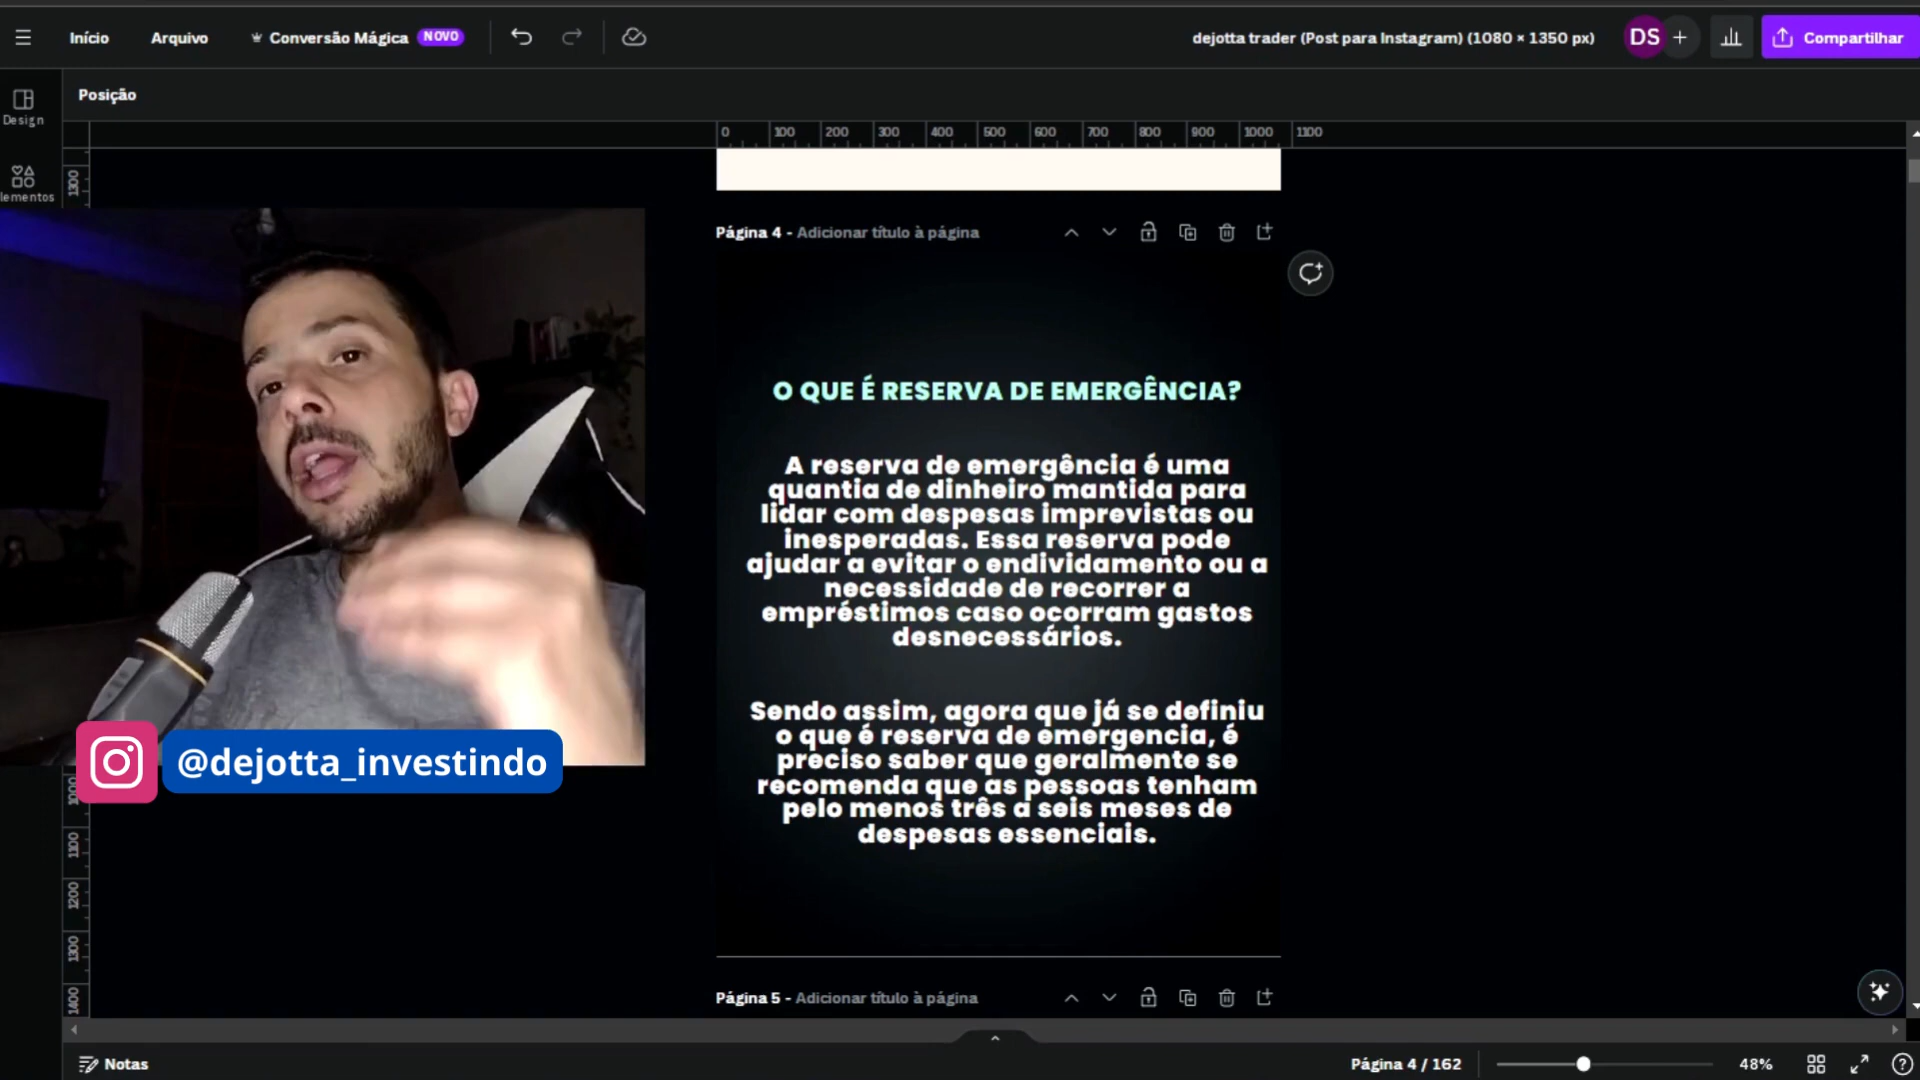 Início
Arquivo
Conversão Mágica
NOVO
dejotta trader (Post para Instagram) (1080 × 1350 px)
DS
Compartilhar
Design
Posição
0 100 200 300 400 500 600 700 800 900 1000 1100
lementos
1300
Página 4 - Adicionar título à página
O QUE É RESERVA DE EMERGÊNCIA?
A reserva de emergência é uma
quantia de dinheiro mantida para
lidar com despesas imprevistas ou
inesperadas. Essa reserva pode
ajudar a evitar o endividamento ou a
necessidade de recorrer a
empréstimos caso ocorram gastos
desnecessários.
Sendo assim, agora que já se definiu
o que é reserva de emergencia, é
preciso saber que geralmente se
recomenda que as pessoas tenham
pelo menos três a seis meses de
despesas essenciais.
@dejotta_investindo
1100
1200
1300
1400
Página 5 - Adicionar título à página
Notas
Página 4 / 162
48%